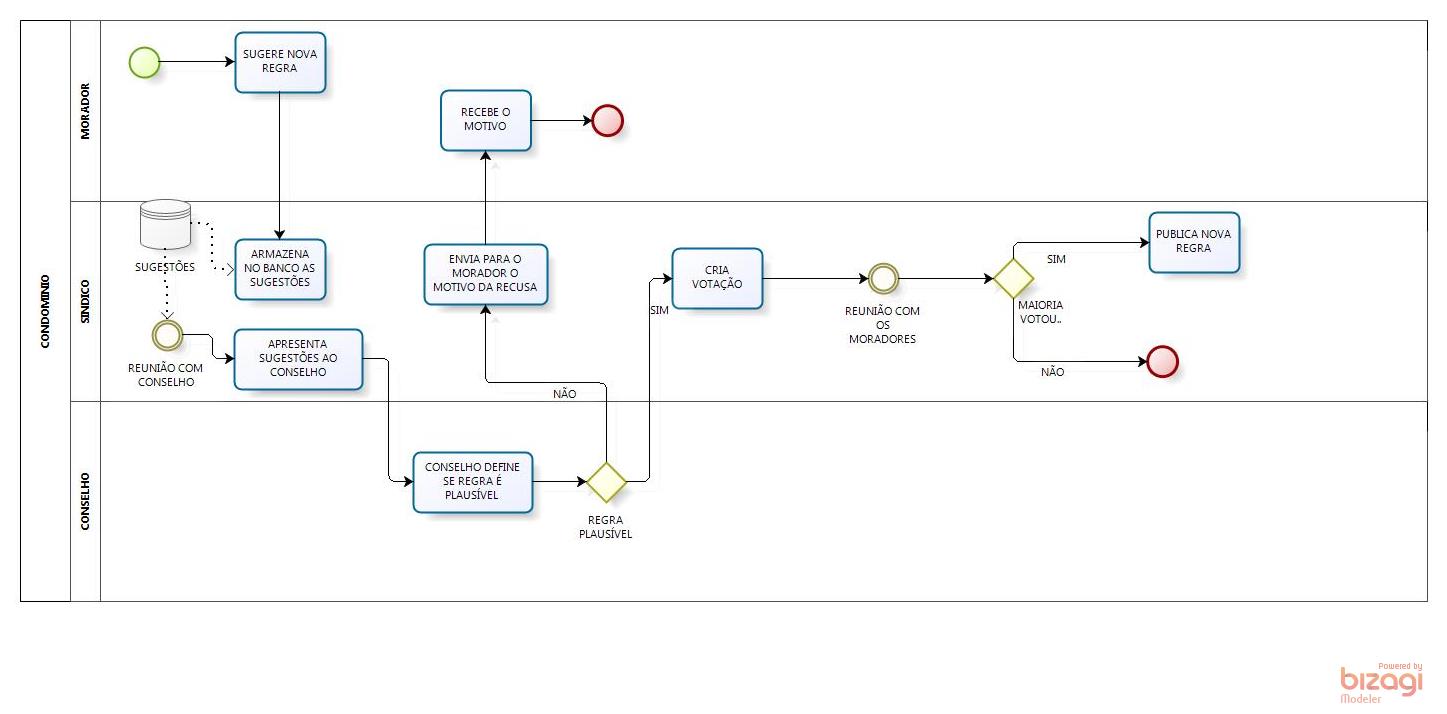 CONDOMINIO
MORADOR
SUGERE NOVA
REGRA
RECEBE O
MOTIVO
SINDICO
SUGESTÕES
ARMAZENA
NO BANCO AS
SUGESTÕES
REUNIÃO COM
CONSELHO
APRESENTA
SUGESTÕES AO
CONSELHO
ENVIA PARA O
MORADOR O
MOTIVO DA RECUSA
NÃO
SIM
CRIA
VOTAÇÃO
REUNIÃO COM
OS
MORADORES
MAIORIA
VOTOU..
SIM
PUBLICA NOVA
REGRA
NÃO
CONSELHO
CONSELHO DEFINE
SE REGRA É
PLAUSÍVEL
REGRA
PLAUSÍVEL
Powered by
bizagi
Modeler